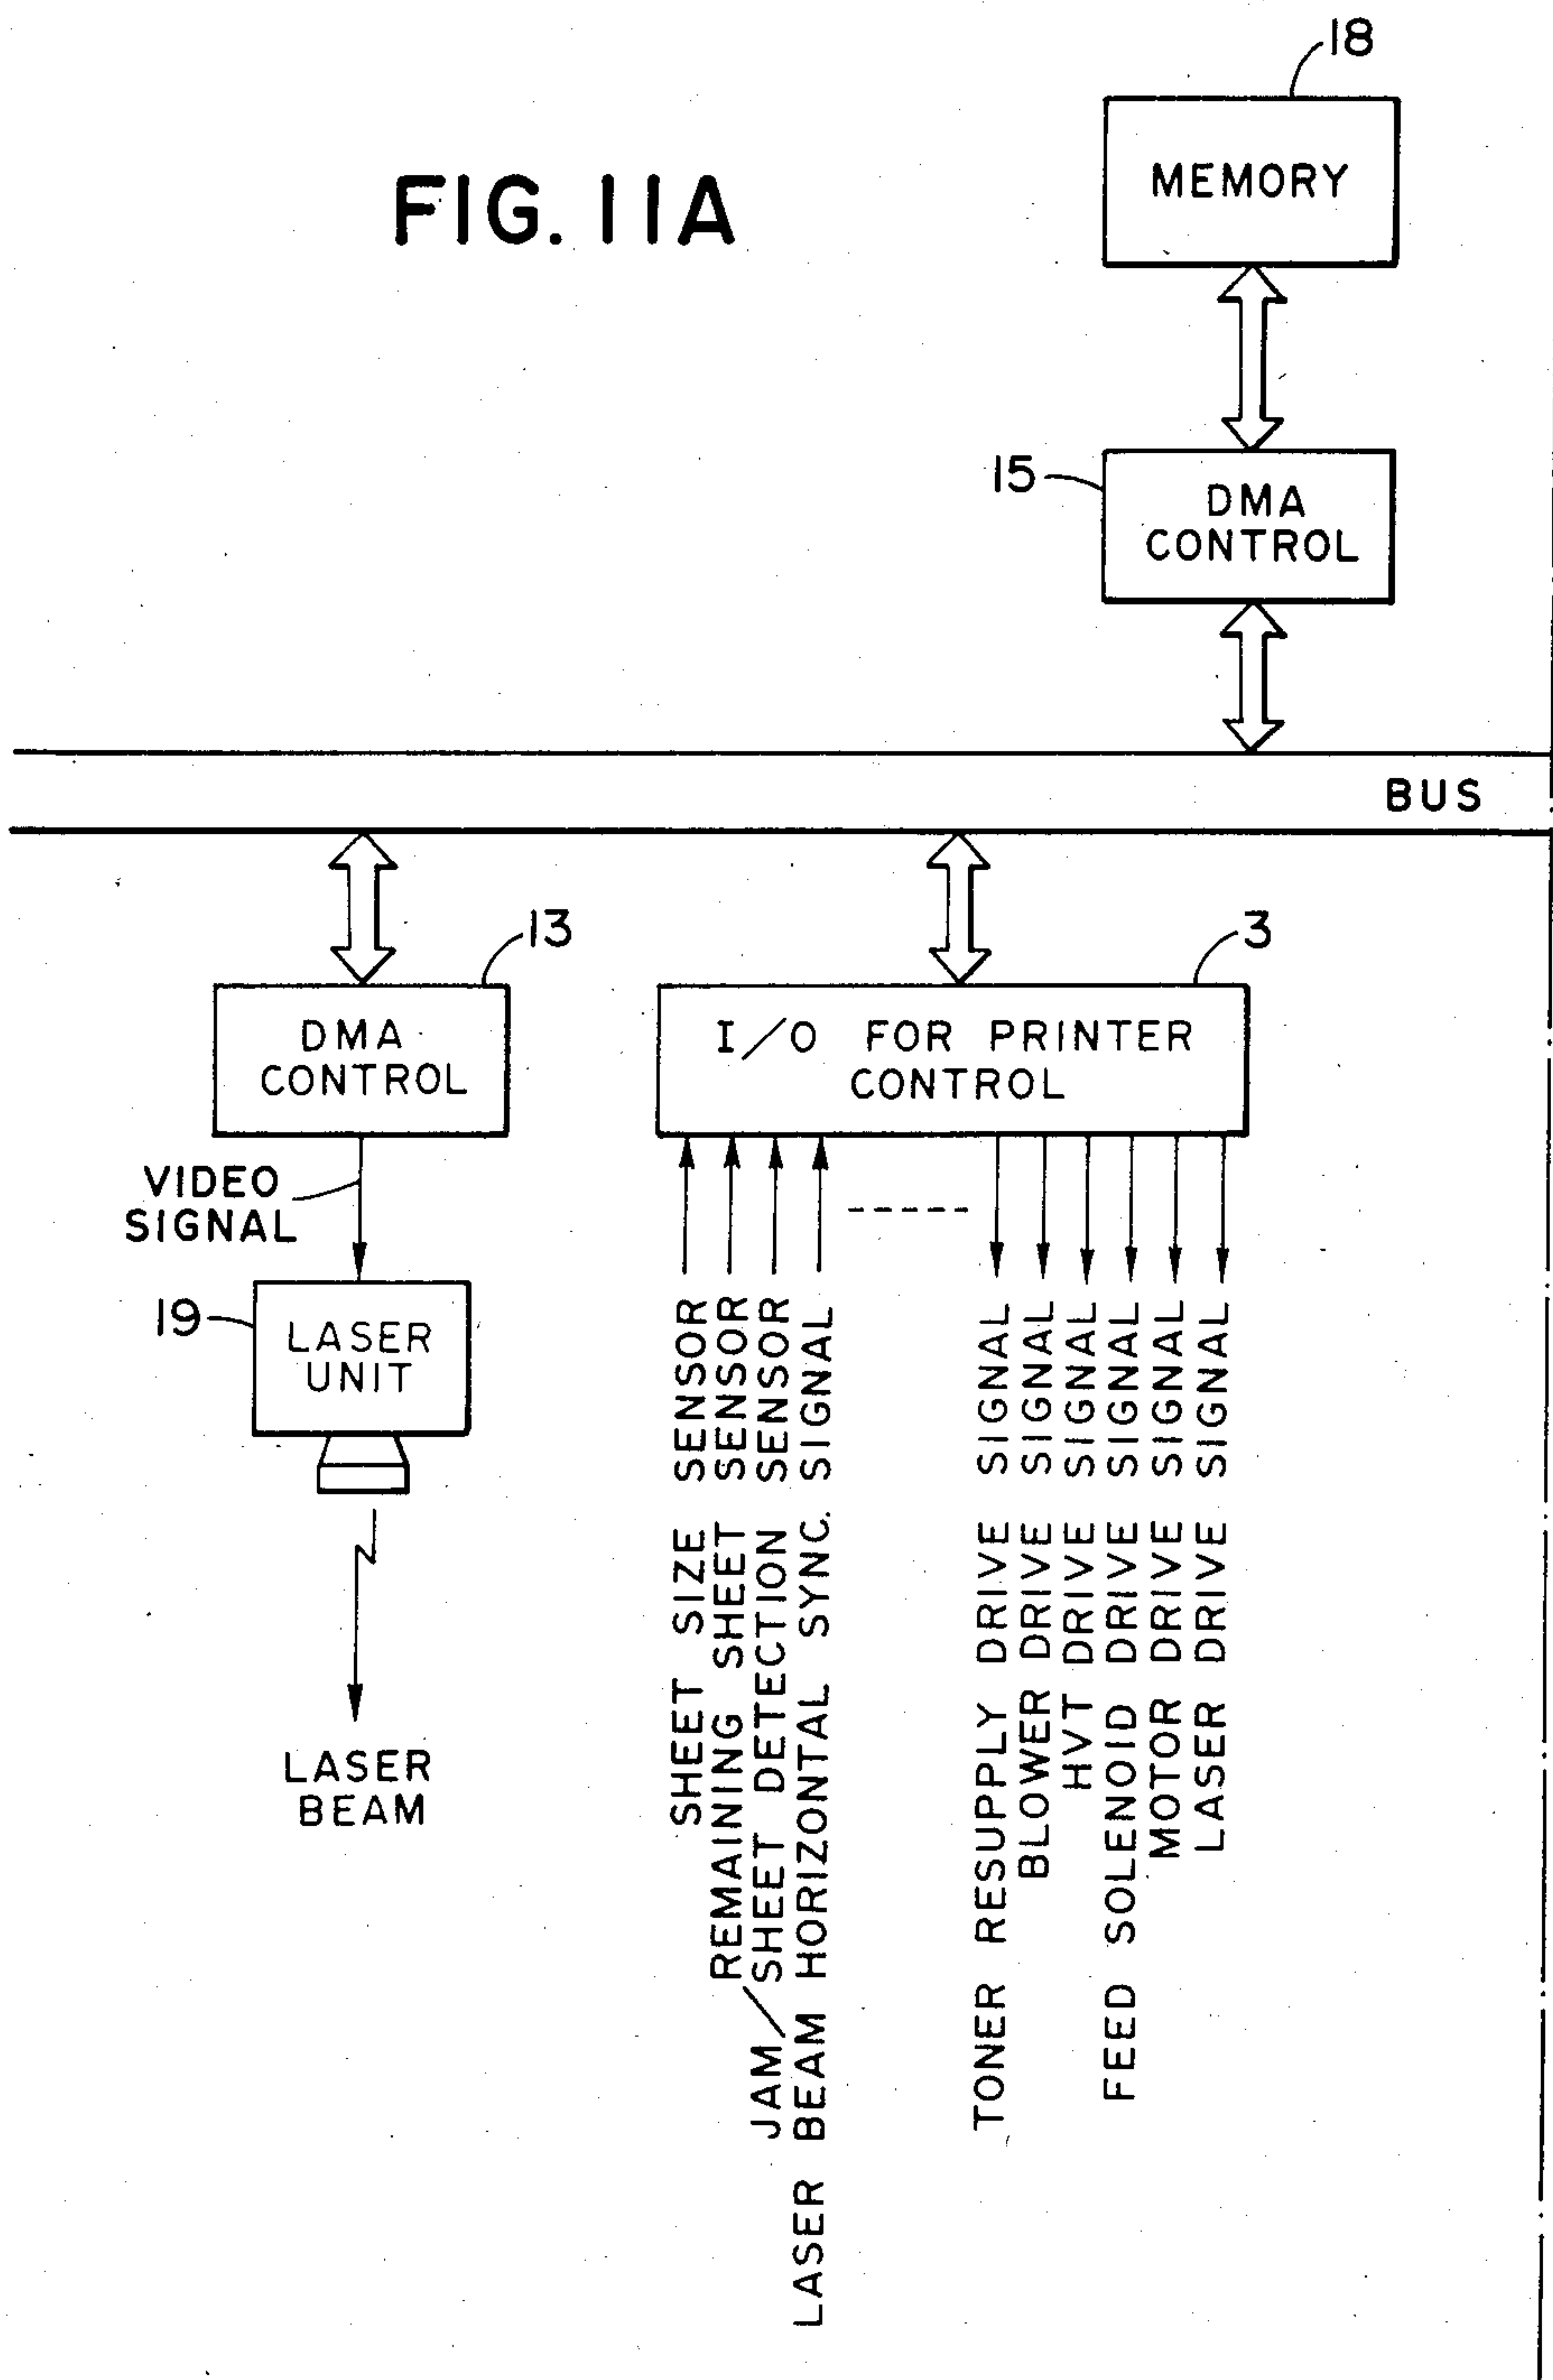 18
MEMORY
FIG. 11A
15
DMA
CONTROL
BUS
13
DMA
CONTROL
3
I/O FOR PRINTER
CONTROL
VIDEO
SIGNAL
19
LASER
UNIT
LASER
BEAM
SHEET SIZE SENSOR
REMAINING SHEET SENSOR
JAM/SHEET DETECTION SENSOR
LASER BEAM HORIZONTAL SYNC. SIGNAL
TONER RESUPPLY DRIVE SIGNAL
BLOWER DRIVE SIGNAL
HVT DRIVE SIGNAL
FEED SOLENOID DRIVE SIGNAL
MOTOR DRIVE SIGNAL
LASER DRIVE SIGNAL